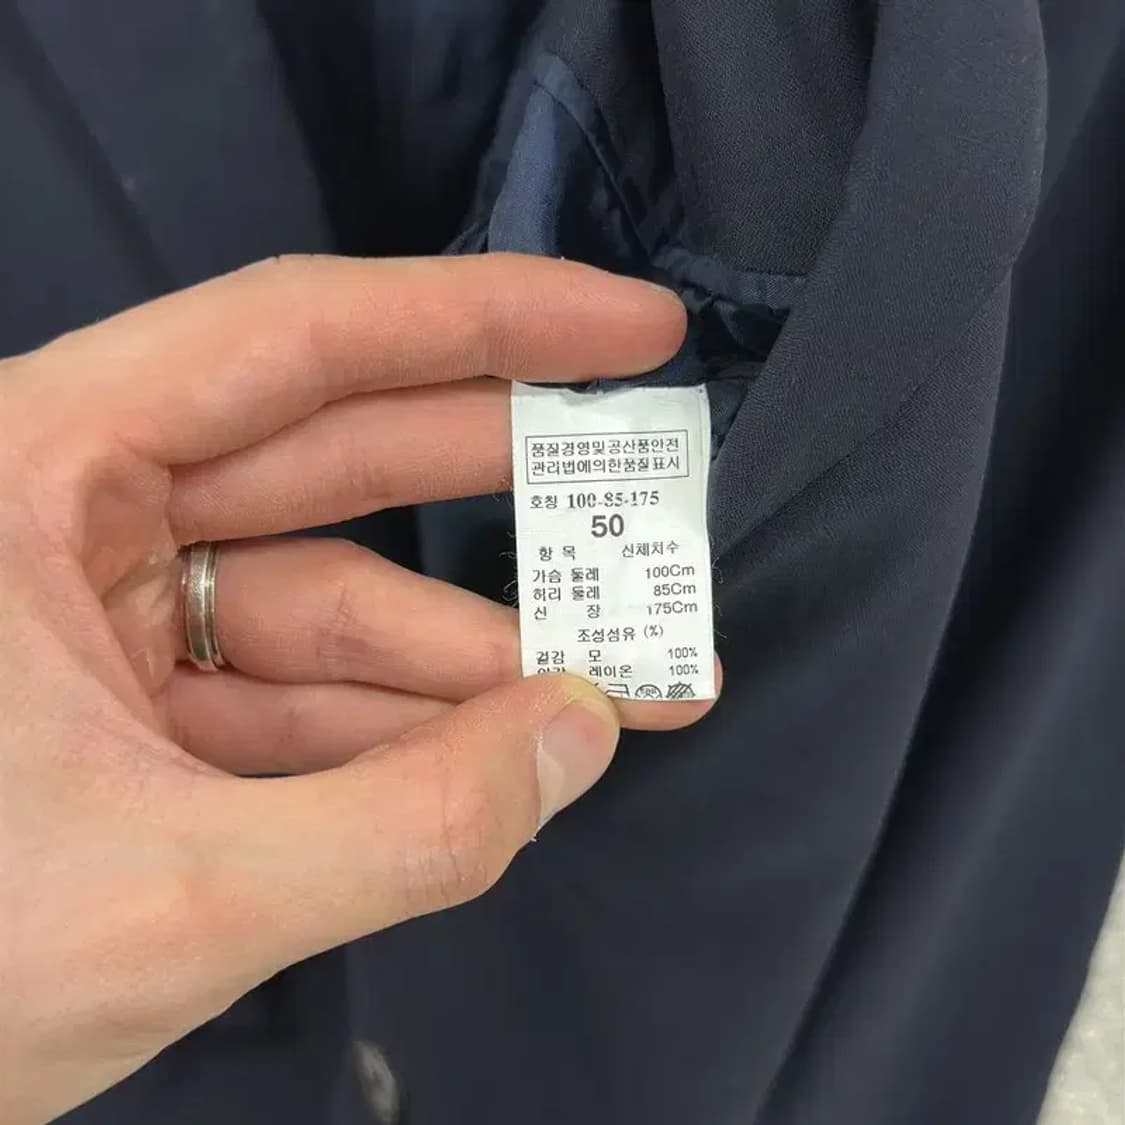 품질경영및공산품안전
관리법에의한품질표시
호칭 100-85-175
50
항 목 신체치수
가슴 둘레 100Cm
허리 둘레 85Cm
신 장 175Cm
조성섬유 (%)
겉감 모 100%
레이온 100%